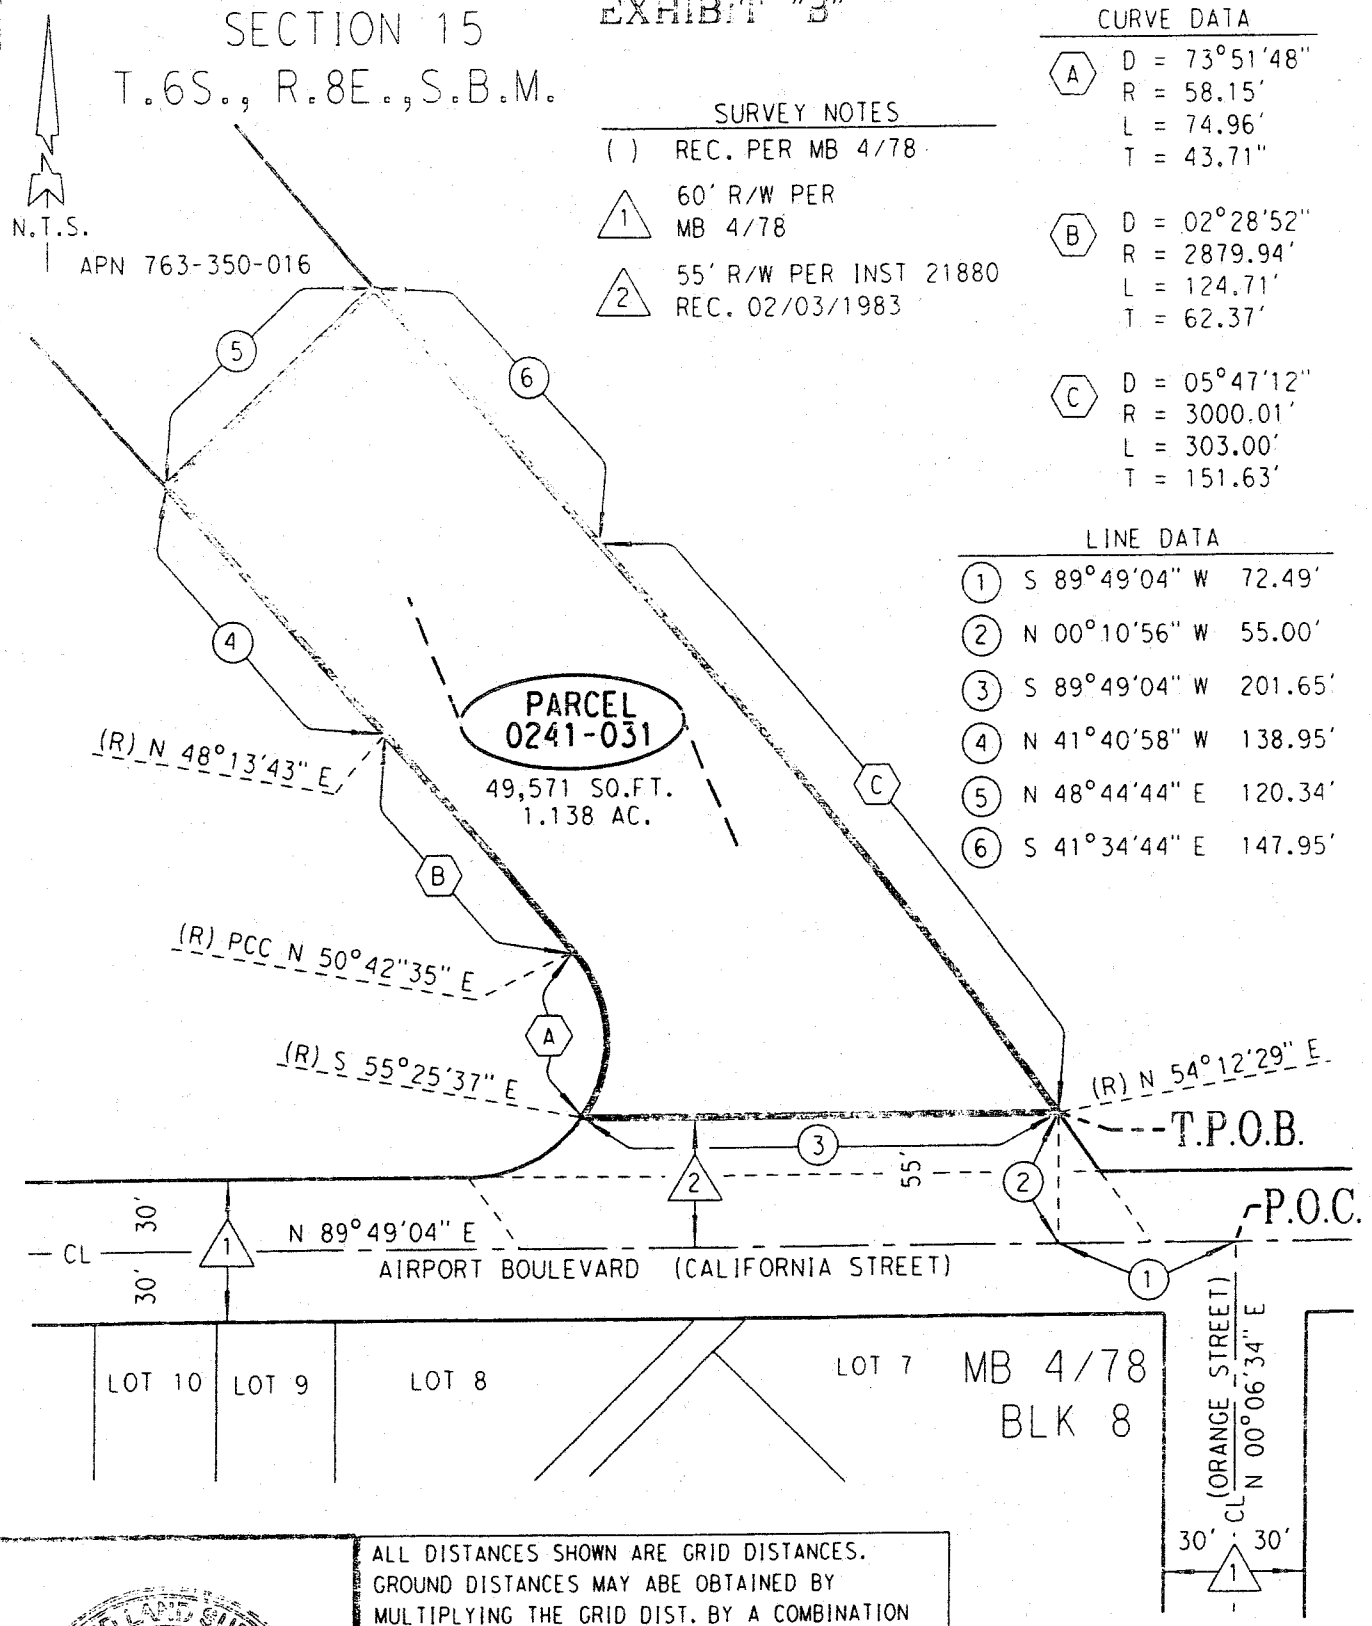 EXHIBIT "B"
SECTION 15
T.6S., R.8E.,S.B.M.
N.T.S.
APN 763-350-016
SURVEY NOTES
( ) REC. PER MB 4/78
1 60' R/W PER
MB 4/78
2 55' R/W PER INST 21880
REC. 02/03/1983
CURVE DATA
A D = 73°51'48"
R = 58.15'
L = 74.96'
T = 43.71"
B D = 02°28'52"
R = 2879.94'
L = 124.71'
T = 62.37'
C D = 05°47'12"
R = 3000.01'
L = 303.00'
T = 151.63'
LINE DATA
1 S 89°49'04" W 72.49'
2 N 00°10'56" W 55.00'
3 S 89°49'04" W 201.65'
4 N 41°40'58" W 138.95'
5 N 48°44'44" E 120.34'
6 S 41°34'44" E 147.95'
5
6
4
PARCEL
0241-031
49,571 SQ.FT.
1.138 AC.
(R) N 48°13'43" E
C
B
(R) PCC N 50°42"35" E
A
(R) S 55°25'37" E
(R) N 54°12'29" E
T.P.O.B.
3
2
55'
2
P.O.C.
30'
1
N 89°49'04" E
CL
30'
AIRPORT BOULEVARD (CALIFORNIA STREET)
1
(ORANGE STREET)
N 00°06'34" E
CL
LOT 10
LOT 9
LOT 8
LOT 7
MB 4/78
BLK 8
30' 30'
1
ALL DISTANCES SHOWN ARE GRID DISTANCES.
GROUND DISTANCES MAY ABE OBTAINED BY
MULTIPLYING THE GRID DIST. BY A COMBINATION
LAND